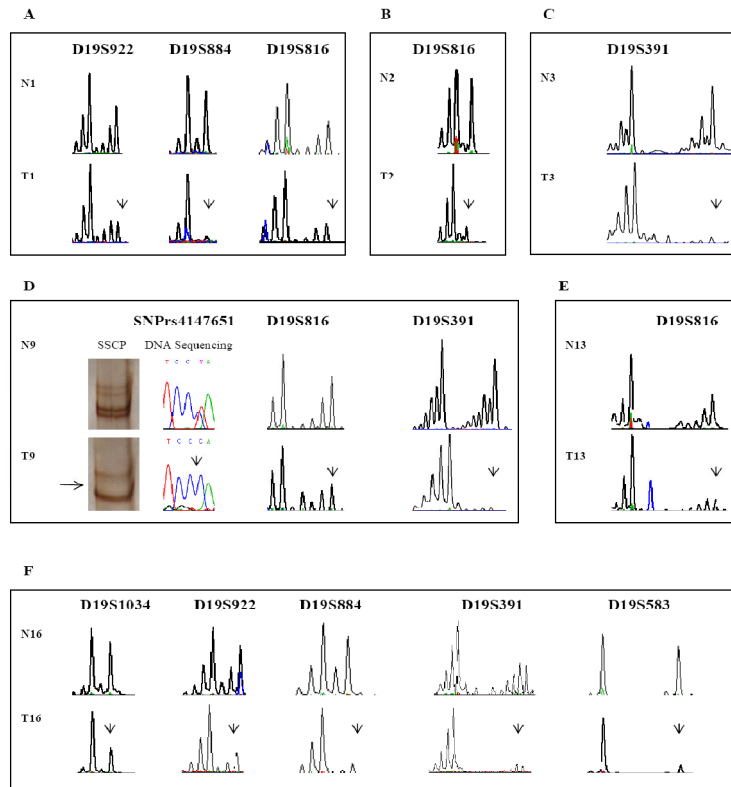 A
B
C
D19S922 D19S884 D19S816
D19S816
D19S391
N1
N2
N3
T1
T2
T3
D
E
SNPrs4147651 D19S816 D19S391
D19S816
N9
SSCP DNA Sequencing
N13
T9
T C C C A
T13
F
D19S1034 D19S922 D19S884 D19S391 D19S583
N16
T16